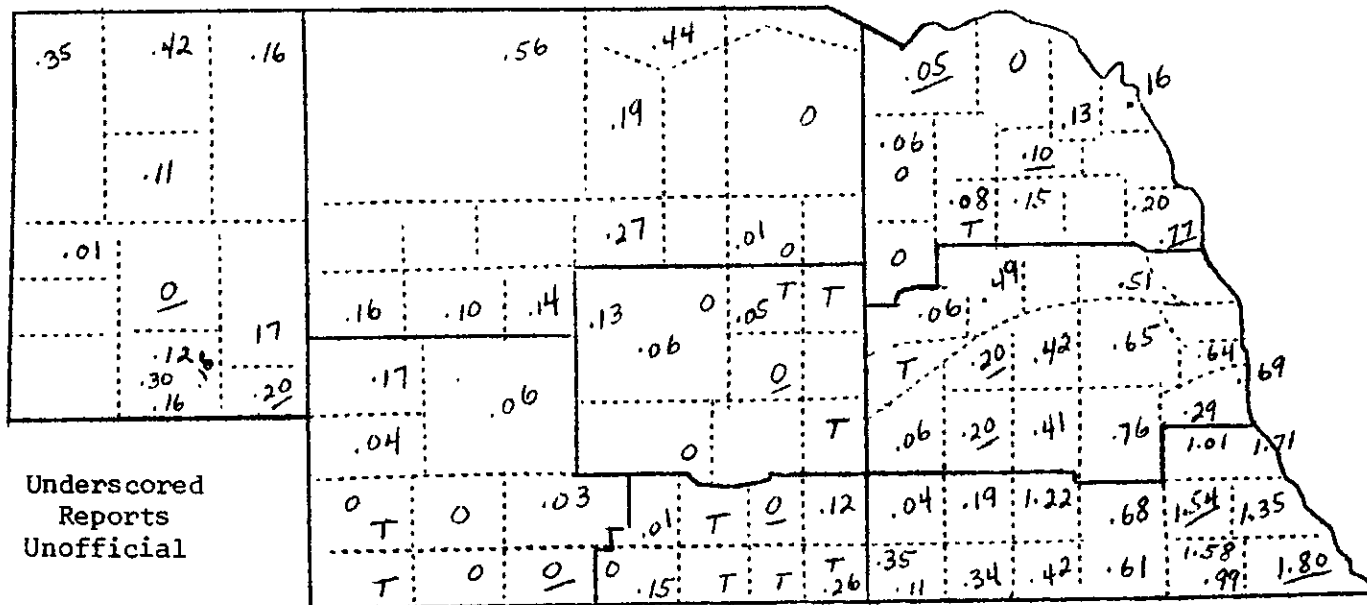 .35 .42 .16 .56 .44 .05 0 .16
.19 0 .13
.11 .06 .10
0 .08 .15 .20
T .77
.01 .27 .01 0 0
0 .49 .51
.16 .10 .14 .13 0 .05 T T .06
.17 .12 .06 .20 .42 .65 .64
.30 .16 T .69
.16 .20 .17 .06 0
.04 0 T .06 .20 .41 .76 .29
1.01 1.71
Underscored
Reports
Unofficial
0 T 0 .03 .01 T 0 .12 .04 .19 1.22 .68 1.54 1.35
T 0 0 0 .15 T T T .26 .35 .11 .34 .42 .61 1.58 .99 1.80